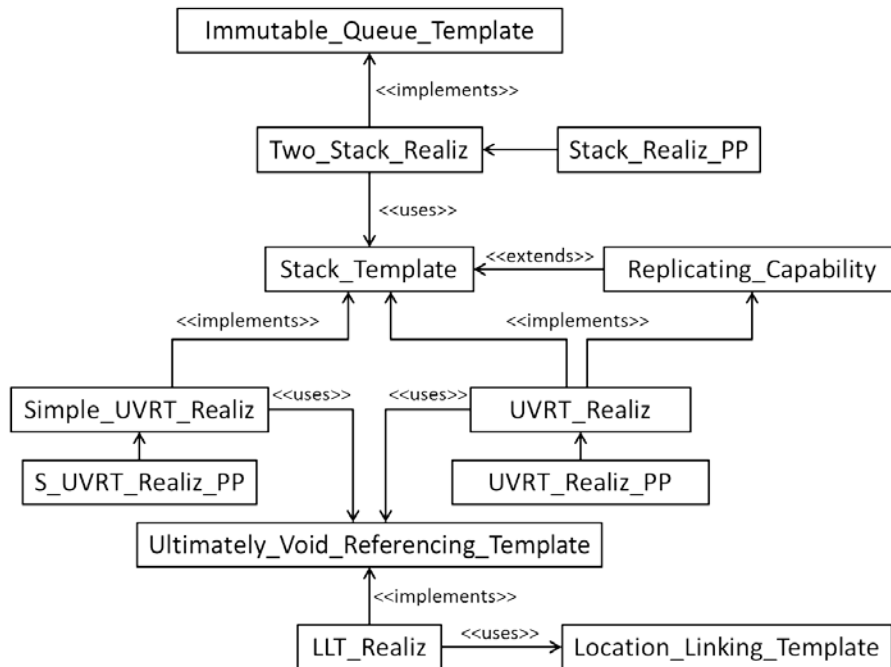 Immutable_Queue_Template
<<implements>>
Two_Stack_Realiz
Stack_Realiz_PP
<<uses>>
Stack_Template
<<extends>>
Replicating_Capability
<<implements>>
<<implements>>
Simple_UVRT_Realiz
<<uses>>
<<uses>>
UVRT_Realiz
S_UVRT_Realiz_PP
UVRT_Realiz_PP
Ultimately_Void_Referencing_Template
<<implements>>
LLT_Realiz
<<uses>>
Location_Linking_Template